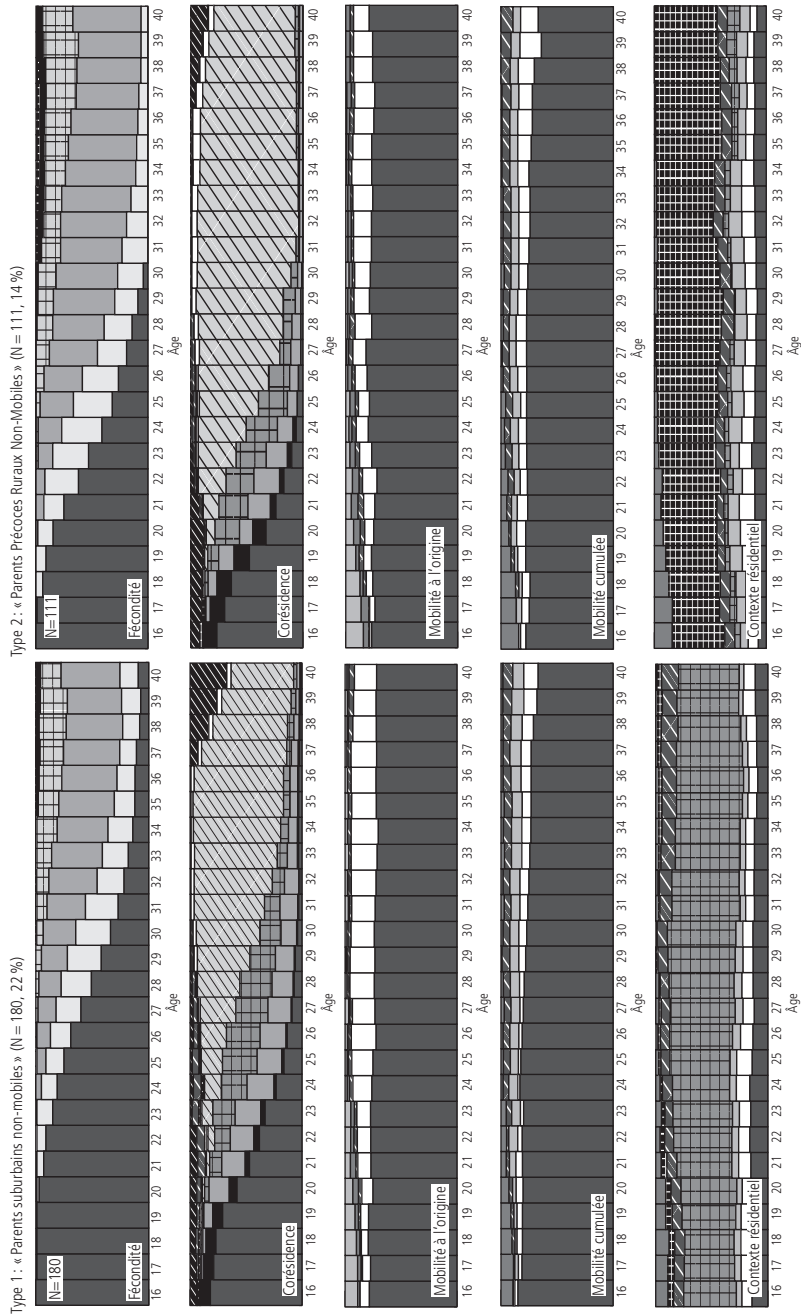 Type 1 : « Parents suburbains non-mobiles » (N = 180, 22 %)
N=180
Fécondité
16 17 18 19 20 21 22 23 24 25 26 27 28 29 30 31 32 33 34 35 36 37 38 39 40
Âge
Corésidence
16 17 18 19 20 21 22 23 24 25 26 27 28 29 30 31 32 33 34 35 36 37 38 39 40
Mobilité à l'origine
16 17 18 19 20 21 22 23 24 25 26 27 28 29 30 31 32 33 34 35 36 37 38 39 40
Âge
Mobilité cumulée
16 17 18 19 20 21 22 23 24 25 26 27 28 29 30 31 32 33 34 35 36 37 38 39 40
Âge
Contexte résidentiel
16 17 18 19 20 21 22 23 24 25 26 27 28 29 30 31 32 33 34 35 36 37 38 39 40
Âge
Type 2 : « Parents Précoces Ruraux Non-Mobiles » (N = 111, 14 %)
N=111
Fécondité
16 17 18 19 20 21 22 23 24 25 26 27 28 29 30 31 32 33 34 35 36 37 38 39 40
Âge
Corésidence
16 17 18 19 20 21 22 23 24 25 26 27 28 29 30 31 32 33 34 35 36 37 38 39 40
Mobilité à l'origine
16 17 18 19 20 21 22 23 24 25 26 27 28 29 30 31 32 33 34 35 36 37 38 39 40
Âge
Mobilité cumulée
16 17 18 19 20 21 22 23 24 25 26 27 28 29 30 31 32 33 34 35 36 37 38 39 40
Âge
Contexte résidentiel
16 17 18 19 20 21 22 23 24 25 26 27 28 29 30 31 32 33 34 35 36 37 38 39 40
Âge